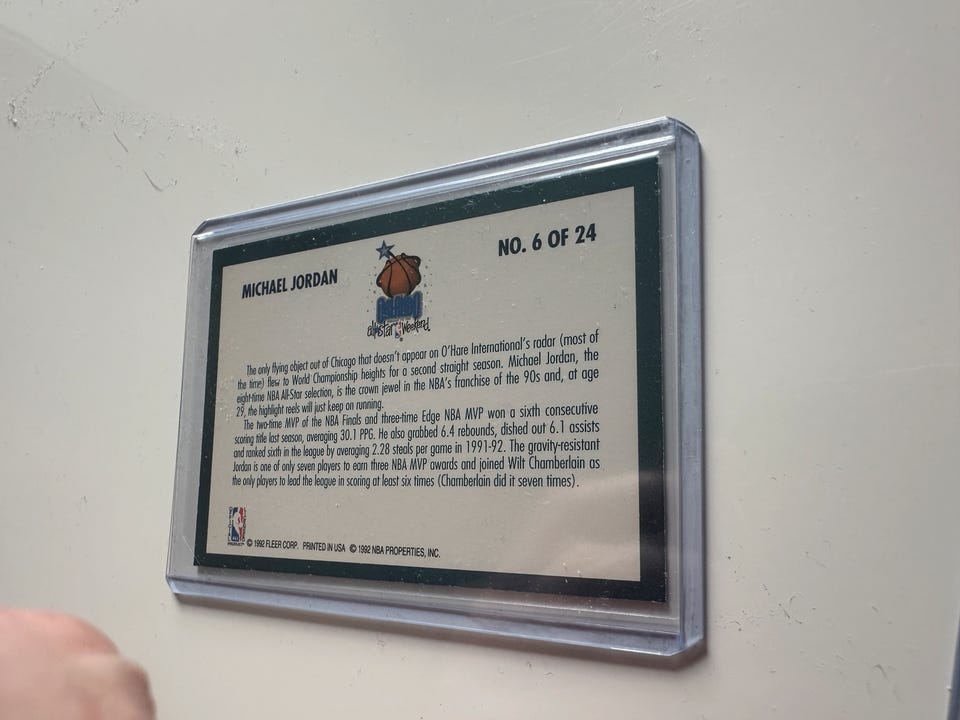 MICHAEL JORDAN
NO. 6 OF 24
ORLANDO
all-star weekend
The only flying object out of Chicago that doesn't appear on O'Hare International's radar (most of
the time) flew to World Championship heights for a second straight season. Michael Jordan, the
eight-time NBA All-Star selection, is the crown jewel in the NBA's franchise of the 90s and, at age
29, the highlight reels will just keep on running.
The two-time MVP of the NBA Finals and three-time Edge NBA MVP won a sixth consecutive
scoring title last season, averaging 30.1 PPG. He also grabbed 6.4 rebounds, dished out 6.1 assists
and ranked sixth in the league by averaging 2.28 steals per game in 1991-92. The gravity-resistant
Jordan is one of only seven players to earn three NBA MVP awards and joined Wilt Chamberlain as
the only players to lead the league in scoring at least six times (Chamberlain did it seven times).
© 1992 FLEER CORP. PRINTED IN USA © 1992 NBA PROPERTIES, INC.